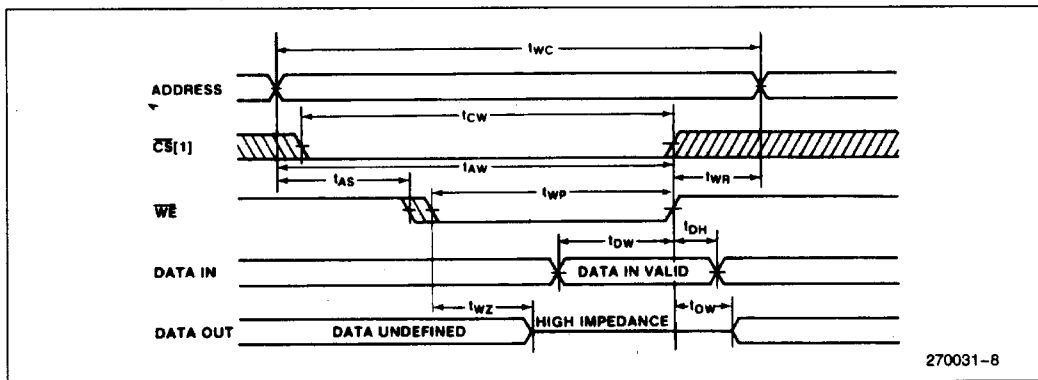 tWC
ADDRESS
tCW
CS[1]
tAW
tAS
tWR
tWP
WE
tDW
tDH
DATA IN
DATA IN VALID
tWZ
tOW
HIGH IMPEDANCE
DATA OUT
DATA UNDEFINED
270031-8